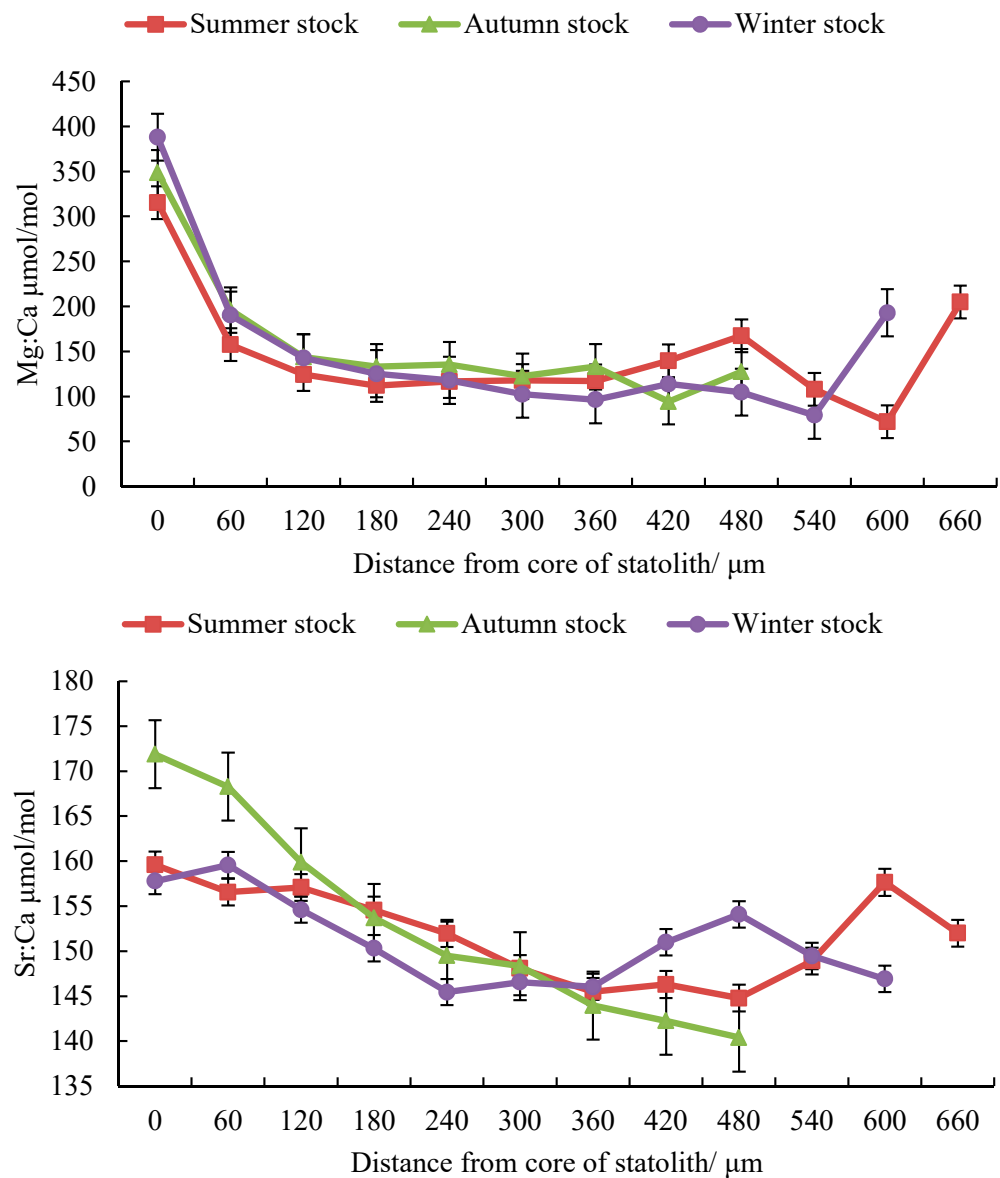 Summer stock Autumn stock Winter stock
450
400
350
300
250
200
150
100
50
0
Mg:Ca μmol/mol
0 60 120 180 240 300 360 420 480 540 600 660
Distance from core of statolith/ μm
Summer stock Autumn stock Winter stock
180
175
170
165
160
155
150
145
140
135
Sr:Ca μmol/mol
0 60 120 180 240 300 360 420 480 540 600 660
Distance from core of statolith/ μm